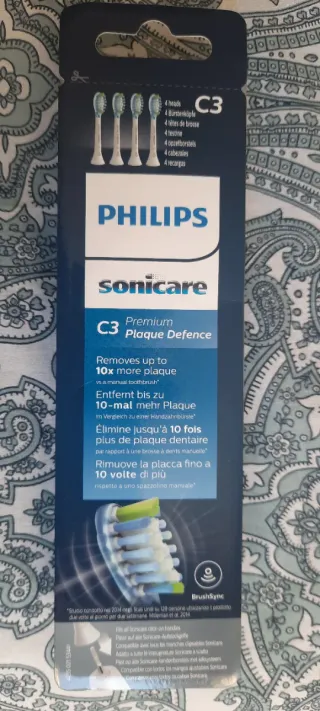 4 heads
4 Bürstenköpfe
4 têtes de brosse
4 testine
4 opzetborstels
4 cabezales
4 recargas
C3
PHILIPS
sonicare
C3 Premium
Plaque Defence
Removes up to
10x more plaque
vs a manual toothbrush*
Entfernt bis zu
10-mal mehr Plaque
im Vergleich zu einer Handzahnbürste*
Élimine jusqu'à 10 fois
plus de plaque dentaire
par rapport à une brosse à dents manuelle*
Rimuove la placca fino a
10 volte di più
rispetto a uno spazzolino manuale*
BrushSync